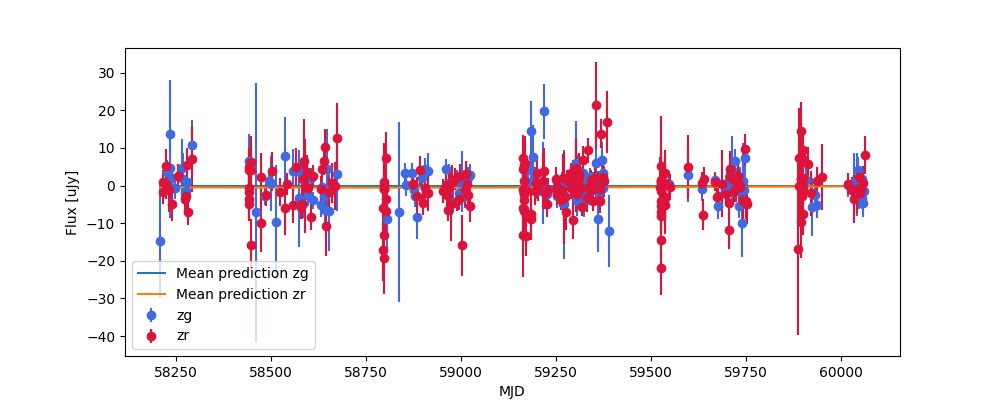 30
20
10
0
−10
−20
−30
−40
Flux [uJy]
Mean prediction zg
Mean prediction zr
zg
zr
58250 58500 58750 59000 59250 59500 59750 60000
MJD